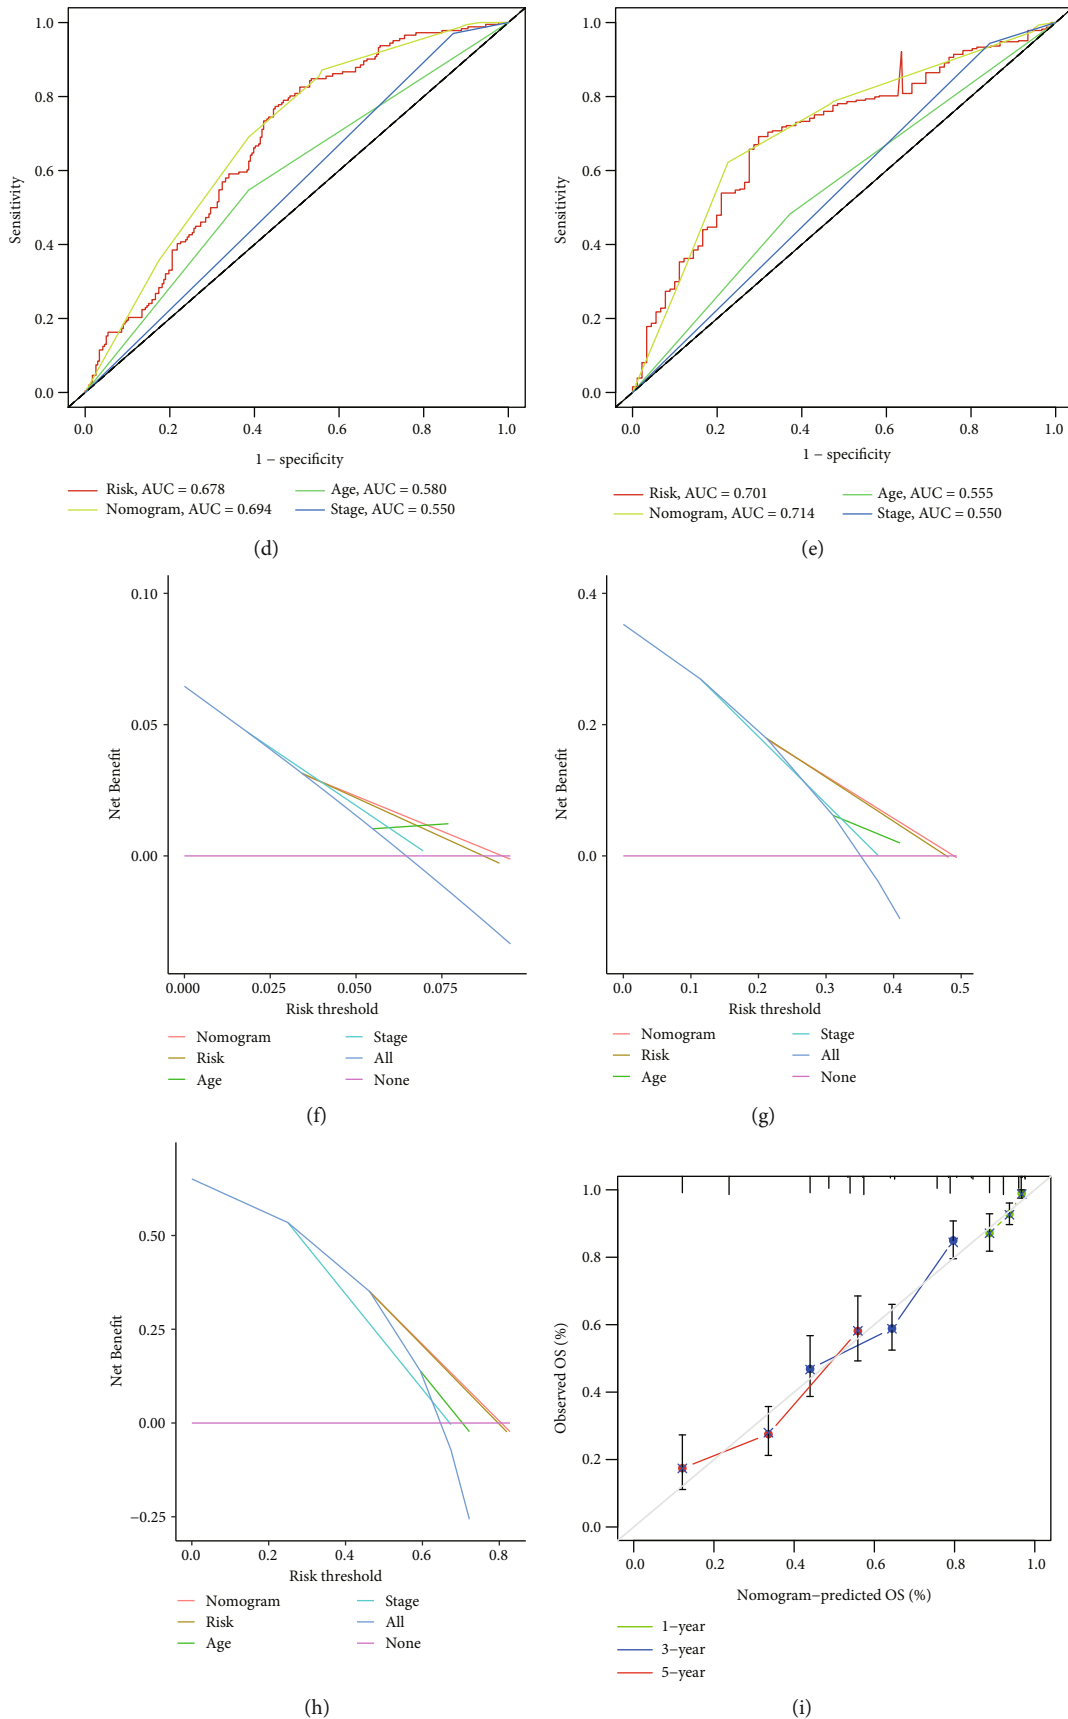 1.0
0.8
0.6
0.4
0.2
0.0
Sensitivity
0.0 0.2 0.4 0.6 0.8 1.0
1 − specificity
Risk, AUC = 0.678
Nomogram, AUC = 0.694
Age, AUC = 0.580
Stage, AUC = 0.550
(d)
1.0
0.8
0.6
0.4
0.2
0.0
Sensitivity
0.0 0.2 0.4 0.6 0.8 1.0
1 − specificity
Risk, AUC = 0.701
Nomogram, AUC = 0.714
Age, AUC = 0.555
Stage, AUC = 0.550
(e)
0.10
0.05
0.00
Net Benefit
0.000 0.025 0.050 0.075
Risk threshold
Nomogram
Risk
Age
Stage
All
None
(f)
0.4
0.2
0.0
Net Benefit
0.0 0.1 0.2 0.3 0.4 0.5
Risk threshold
Nomogram
Risk
Age
Stage
All
None
(g)
0.50
0.25
0.00
−0.25
Net Benefit
0.0 0.2 0.4 0.6 0.8
Risk threshold
Nomogram
Risk
Age
Stage
All
None
(h)
1.0
0.8
0.6
0.4
0.2
0.0
Observed OS (%)
0.0 0.2 0.4 0.6 0.8 1.0
Nomogram−predicted OS (%)
1−year
3−year
5−year
(i)